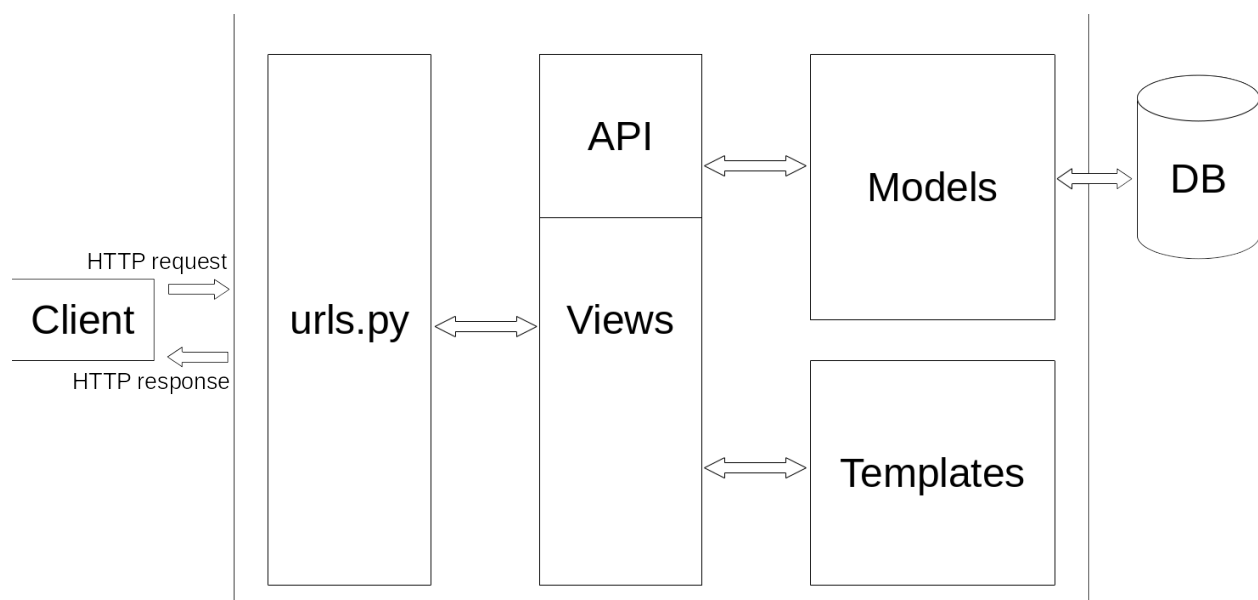 API
Models
DB
HTTP request
Client
urls.py
Views
HTTP response
Templates